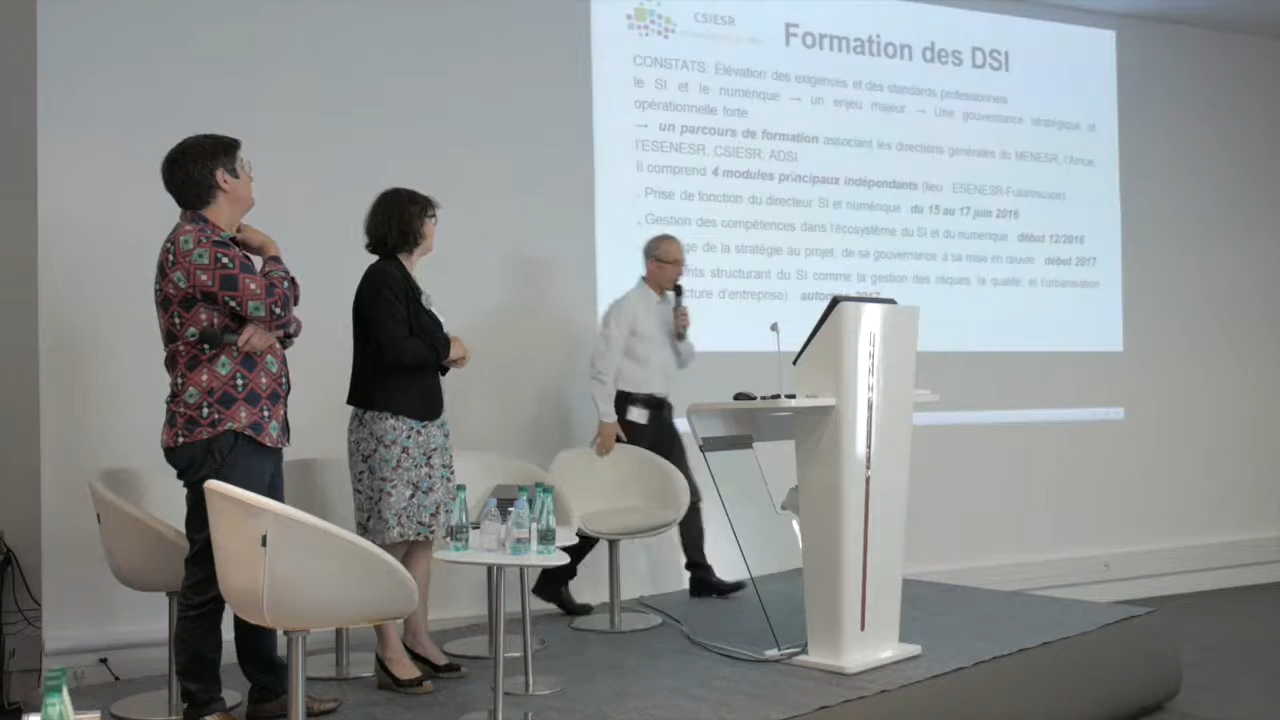 CSIESR
Formation des DSI
CONSTATS: Élévation des exigences et des standards professionnels
le SI et le numérique → un enjeu majeur → Une gouvernance stratégique et
opérationnelle forte.
→ un parcours de formation associant les directions générales du MENESR, l'Amue,
l'ESENESR, CSIESR, ADSI
Il comprend 4 modules principaux indépendants (lieu : ESENESR-Futuroscope)
. Prise de fonction du directeur SI et numérique : du 15 au 17 juin 2016
. Gestion des compétences dans l'écosystème du SI et du numérique : début 12/2016
ge de la stratégie au projet, de sa gouvernance à sa mise en œuvre : début 2017
nts structurant du SI comme la gestion des risques, la qualité, et l'urbanisation
cture d'entreprise) : 2017